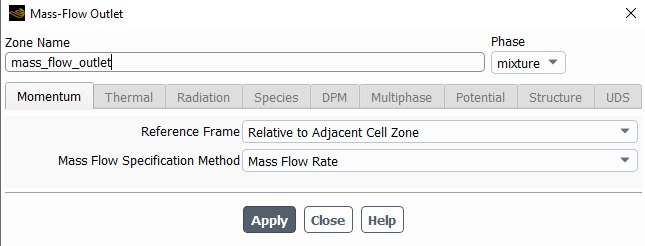 Mass-Flow Outlet
Zone Name
Phase
mass_flow_outlet
mixture
Momentum Thermal Radiation Species DPM Multiphase Potential Structure UDS
Reference Frame Relative to Adjacent Cell Zone
Mass Flow Specification Method Mass Flow Rate
Apply Close Help